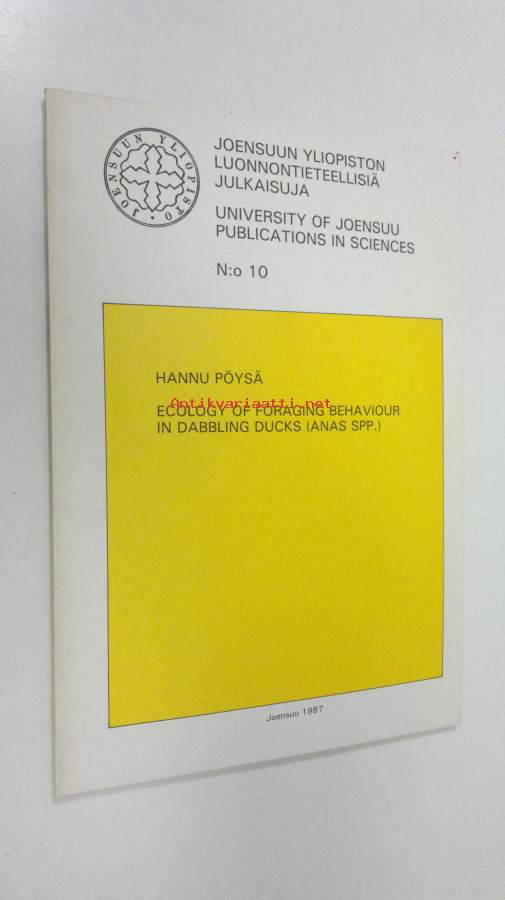 JOENSUUN YLIOPISTO
JOENSUUN YLIOPISTON
LUONNONTIETEELLISIÄ
JULKAISUJA
UNIVERSITY OF JOENSUU
PUBLICATIONS IN SCIENCES
N:o 10
HANNU PÖYSÄ
Antikvariaatti.net
ECOLOGY OF FORAGING BEHAVIOUR
IN DABBLING DUCKS (ANAS SPP.)
Joensuu 1987